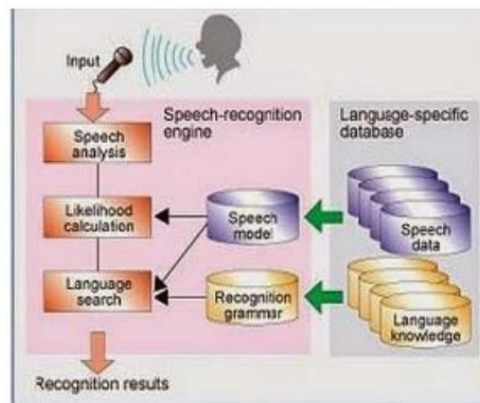 Input
Speech-recognition
engine
Language-specific
database
Speech
analysis
Likelihood
calculation
Speech
model
Speech
data
Language
search
Recognition
grammar
Language
knowledge
Recognition results